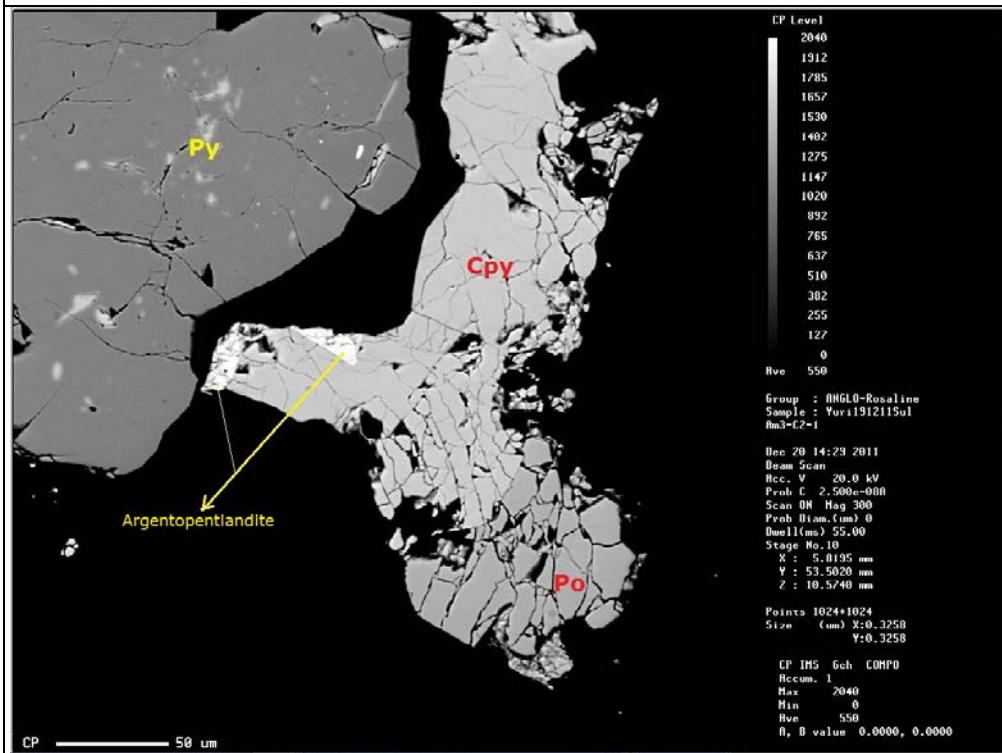 Py
Cpy
Argentopentlandite
Po
CP
50 um
CP Level
2040
1912
1785
1657
1530
1402
1275
1147
1020
892
765
637
510
382
255
127
0
Ave 550
Group : ANGLO-Rosaline
Sample : Yuri191211Sul
Am3-C2-1
Dec 20 14:29 2011
Beam Scan
Acc. V 20.0 kV
Prob C 2.500e-08A
Scan ON Mag 300
Prob Diam.(um) 0
Dwell(ms) 55.00
Stage No.10
X : 5.8195 mm
Y : 53.5020 mm
Z : 10.5740 mm
Points 1024*1024
Size (um) X:0.3258
Y:0.3258
CP IMS 6ch COMPO
Accum. 1
Max 2040
Min 0
Ave 550
A, B value 0.0000, 0.0000